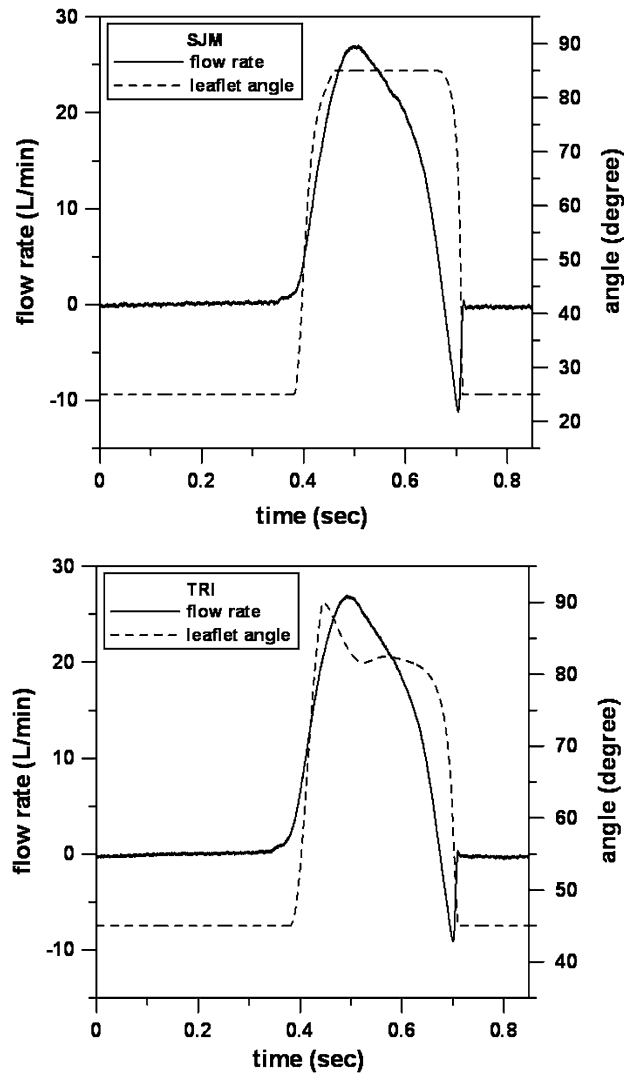 SJM
flow rate
leaflet angle
30
20
10
0
-10
flow rate (L/min)
90
80
70
60
50
40
30
20
angle (degree)
0
0.2
0.4
0.6
0.8
time (sec)
TRI
flow rate
leaflet angle
30
20
10
0
-10
flow rate (L/min)
90
80
70
60
50
40
angle (degree)
0
0.2
0.4
0.6
0.8
time (sec)